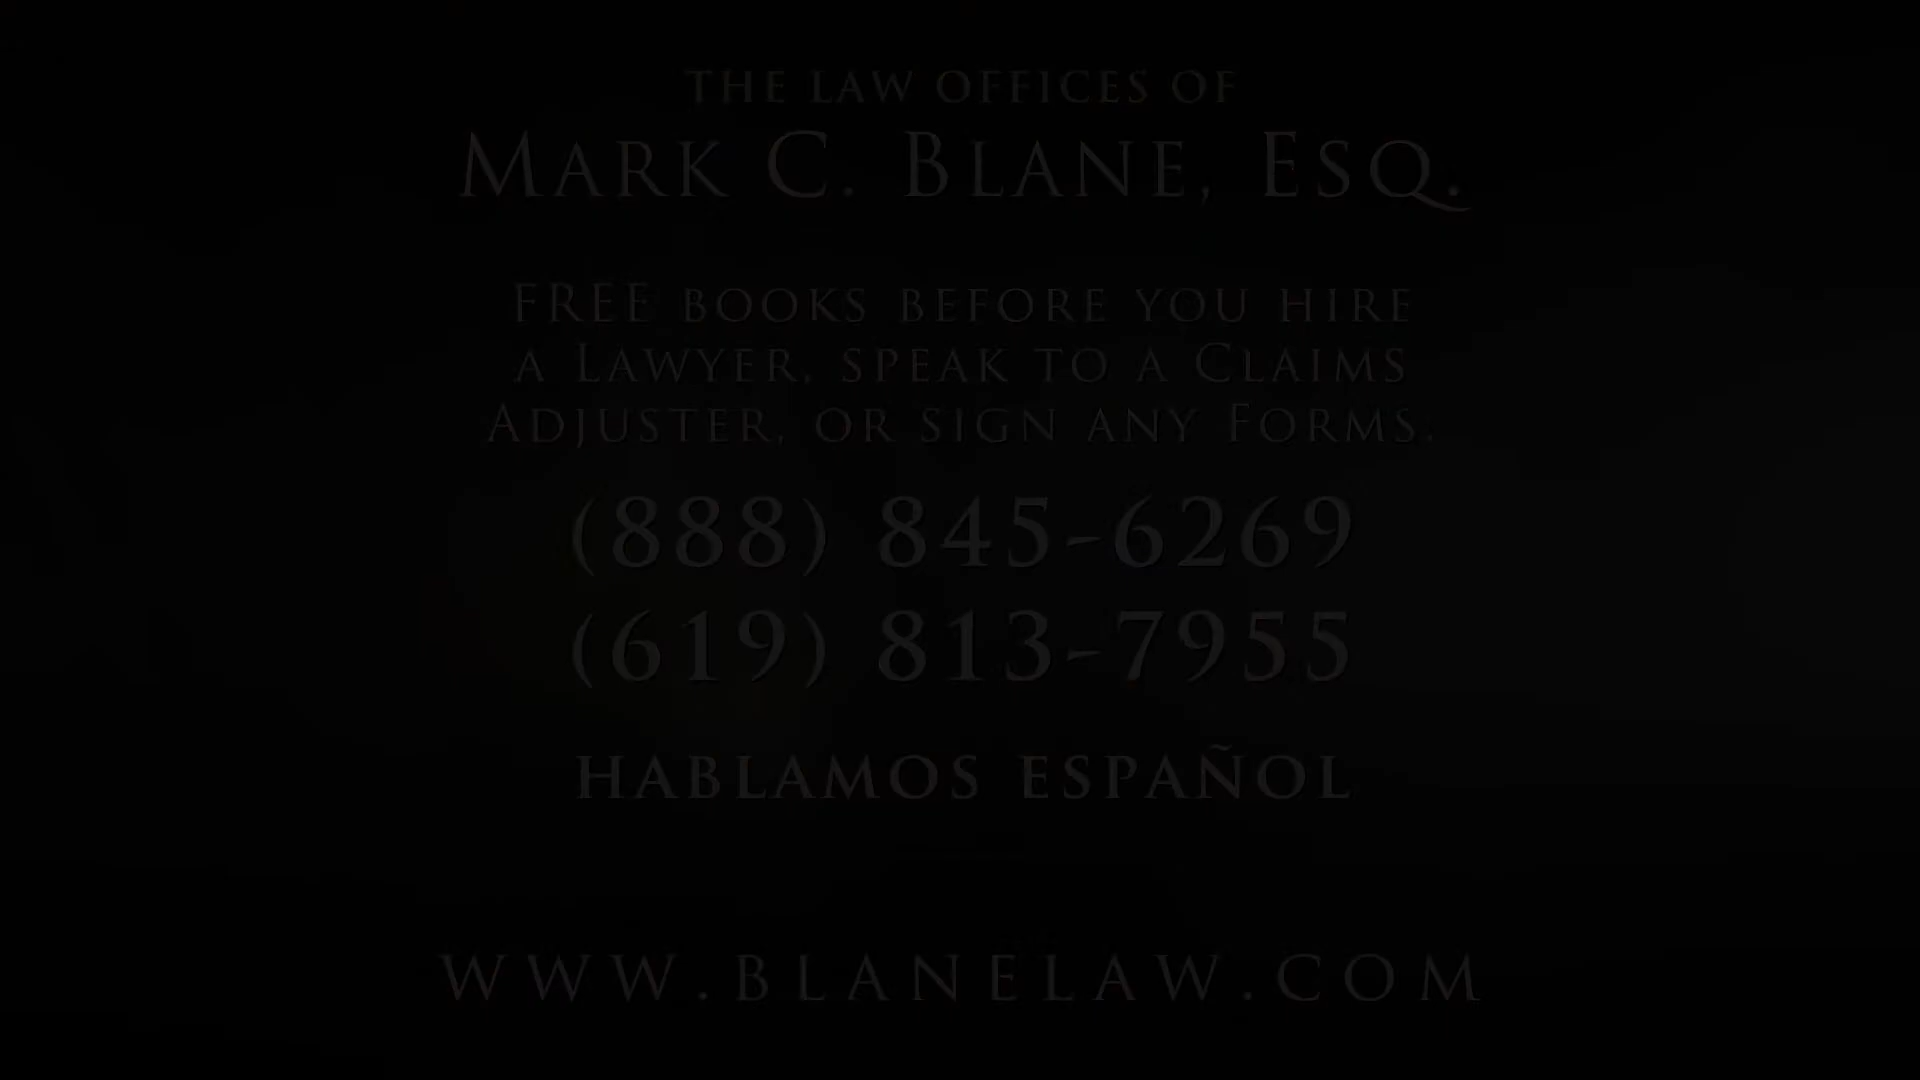 THE LAW OFFICES OF
MARK C. BLANE, ESQ.
FREE BOOKS BEFORE YOU HIRE
A LAWYER, SPEAK TO A CLAIMS
ADJUSTER, OR SIGN ANY FORMS:
(888) 845-6269
(619) 813-7955
HABLAMOS ESPAÑOL
WWW.BLANELAW.COM